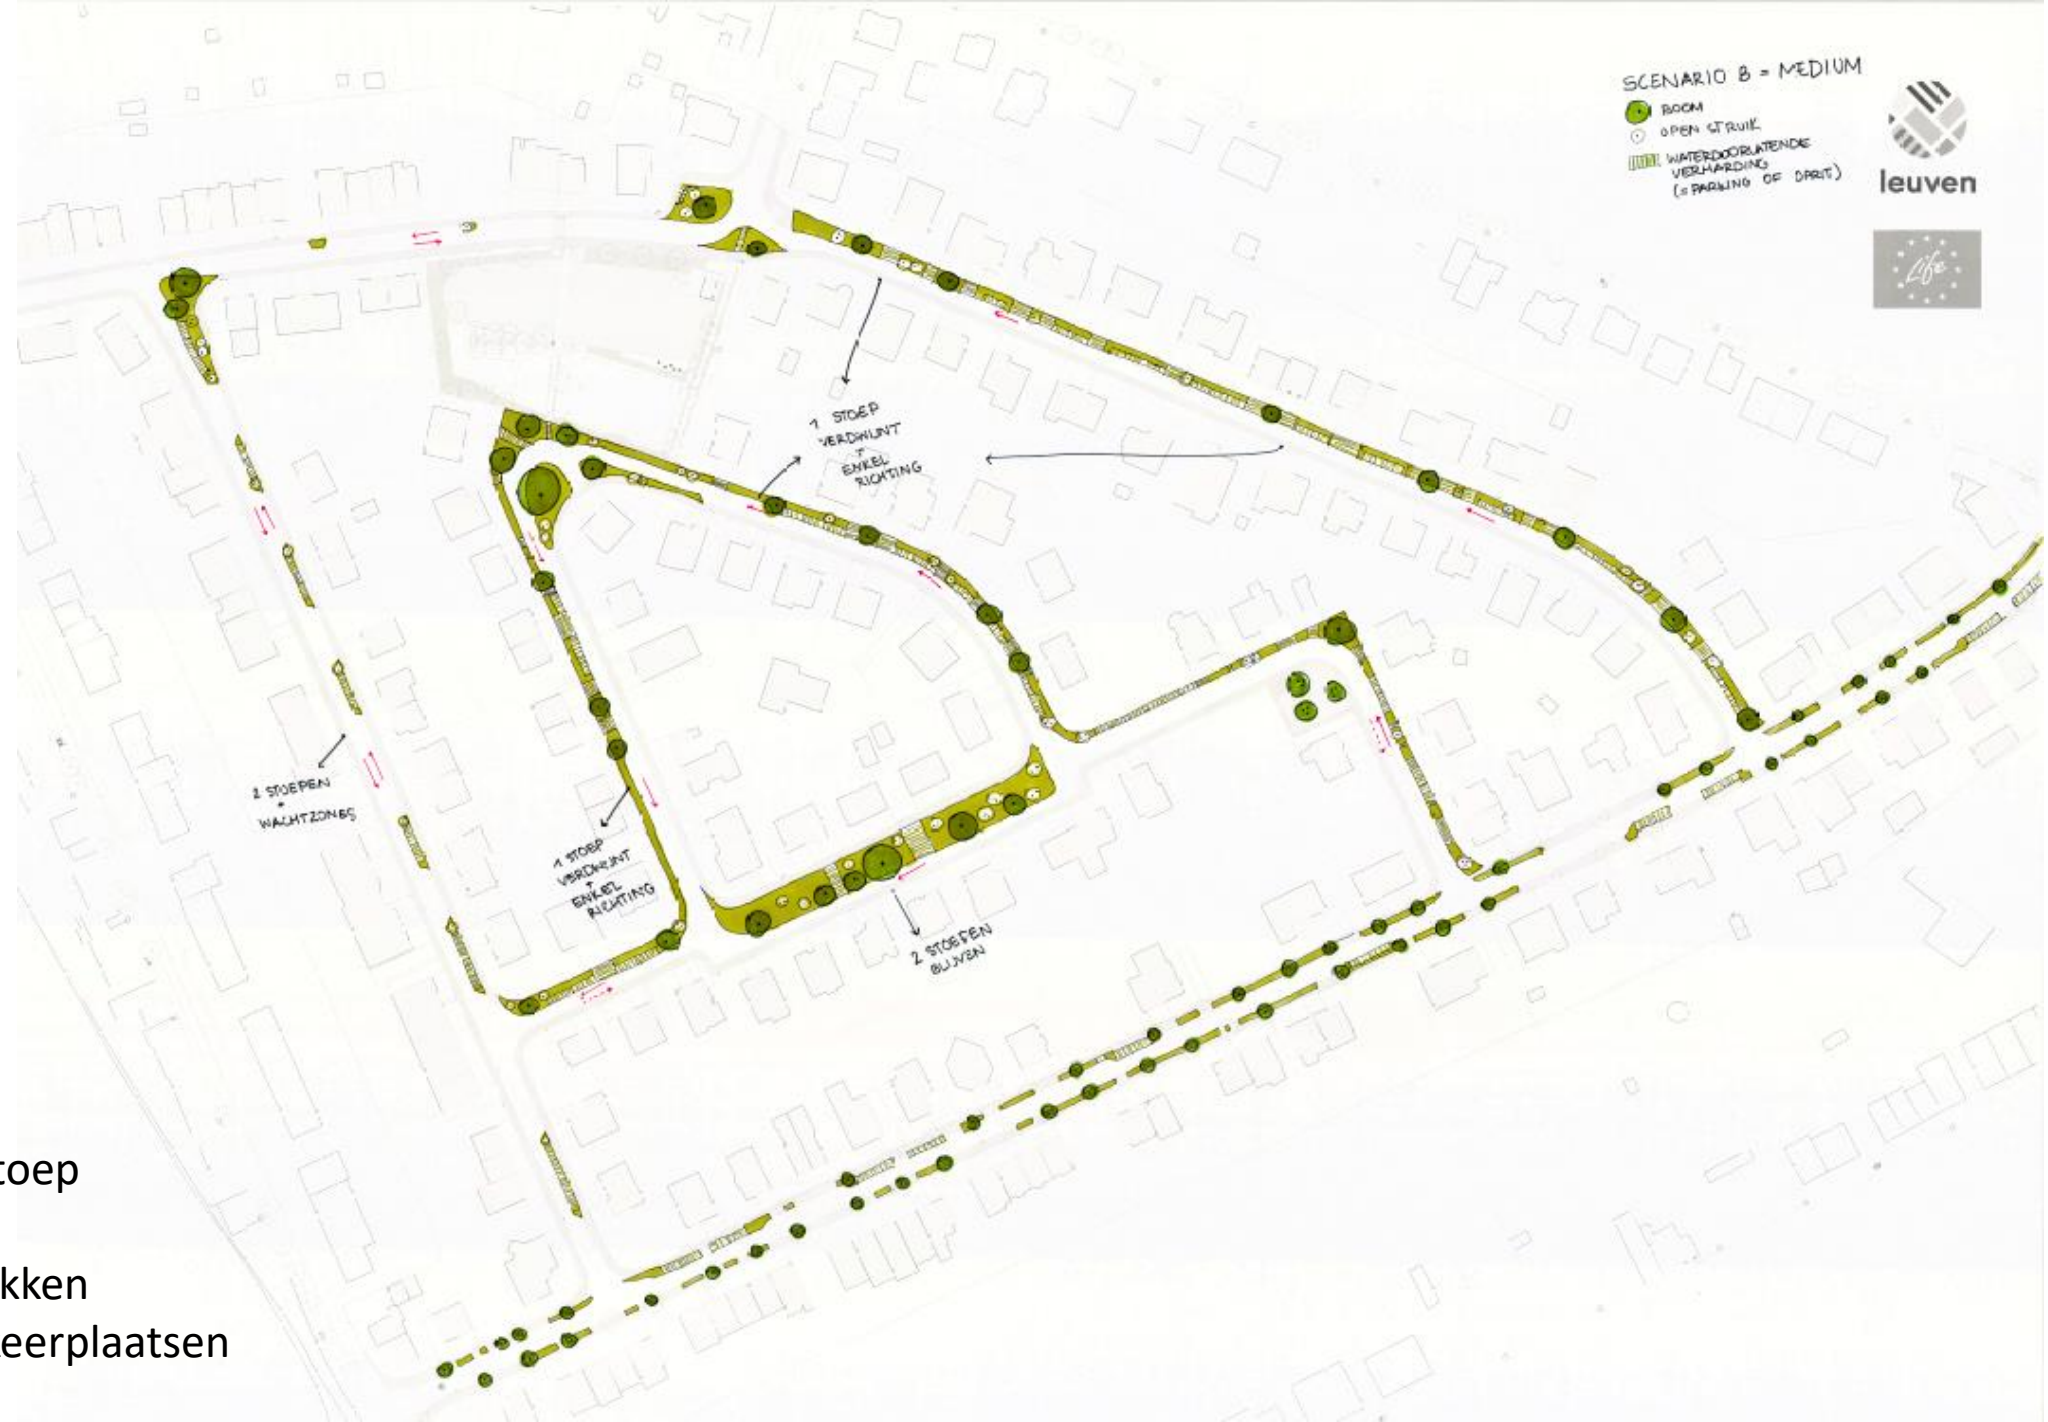 SCENARIO B = MEDIUM
BOOM
OPEN STRUIK
WATERDOORLATENDE
VERHARDING
(= PARKING OF OPRIT)
leuven
Life
1 STOEP
VERDWIJNT
+
ENKEL
RICHTING
2 STOEPEN
+
WACHTZONES
1 STOEP
VERDWIJNT
+
ENKEL
RICHTING
2 STOEPEN
BLIJVEN
toep
kken
eerplaatsen